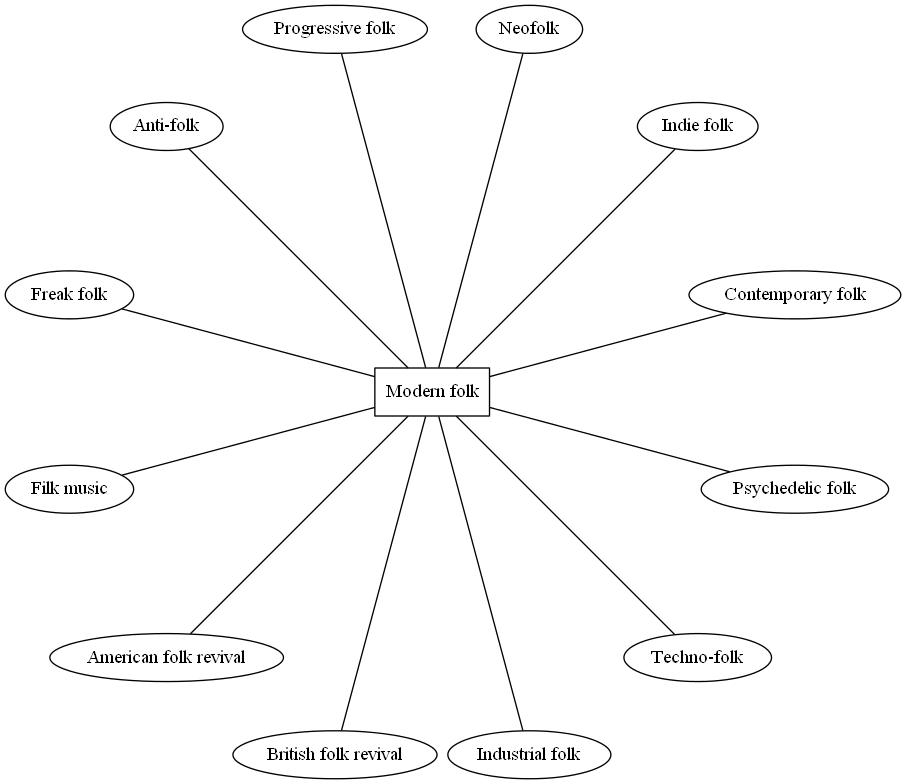 Progressive folk
Neofolk
Anti-folk
Indie folk
Freak folk
Contemporary folk
Modern folk
Filk music
Psychedelic folk
American folk revival
Techno-folk
British folk revival
Industrial folk